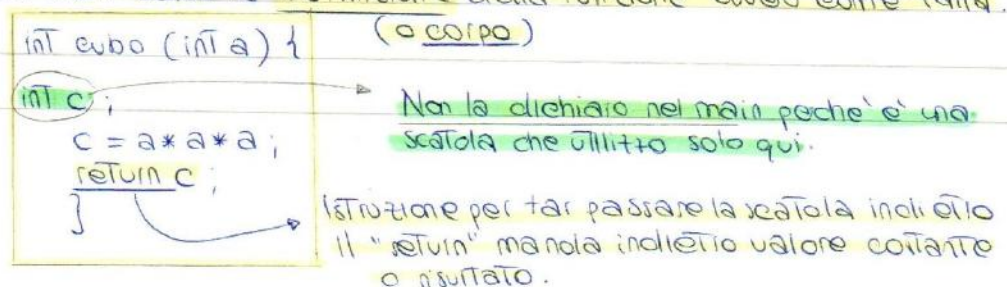 (o corpo)
int cubo (int a) {
int c ;
Non la dichiaro nel main perche' è una
scatola che utilizzo solo qui.
c = a * a * a ;
return c ;
}
Istruzione per far passare la scatola indietro
il "return" manda indietro valore costante
o risultato.